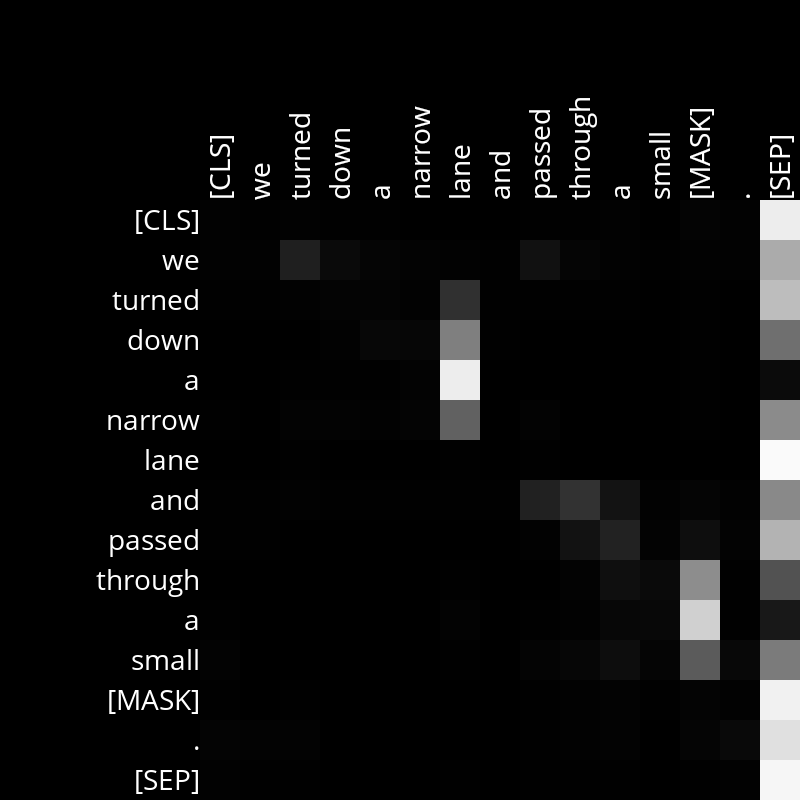 [CLS] we turned down a narrow lane and passed through a small [MASK] . [SEP]
[CLS]
we
turned
down
a
narrow
lane
and
passed
through
a
small
[MASK]
.
[SEP]